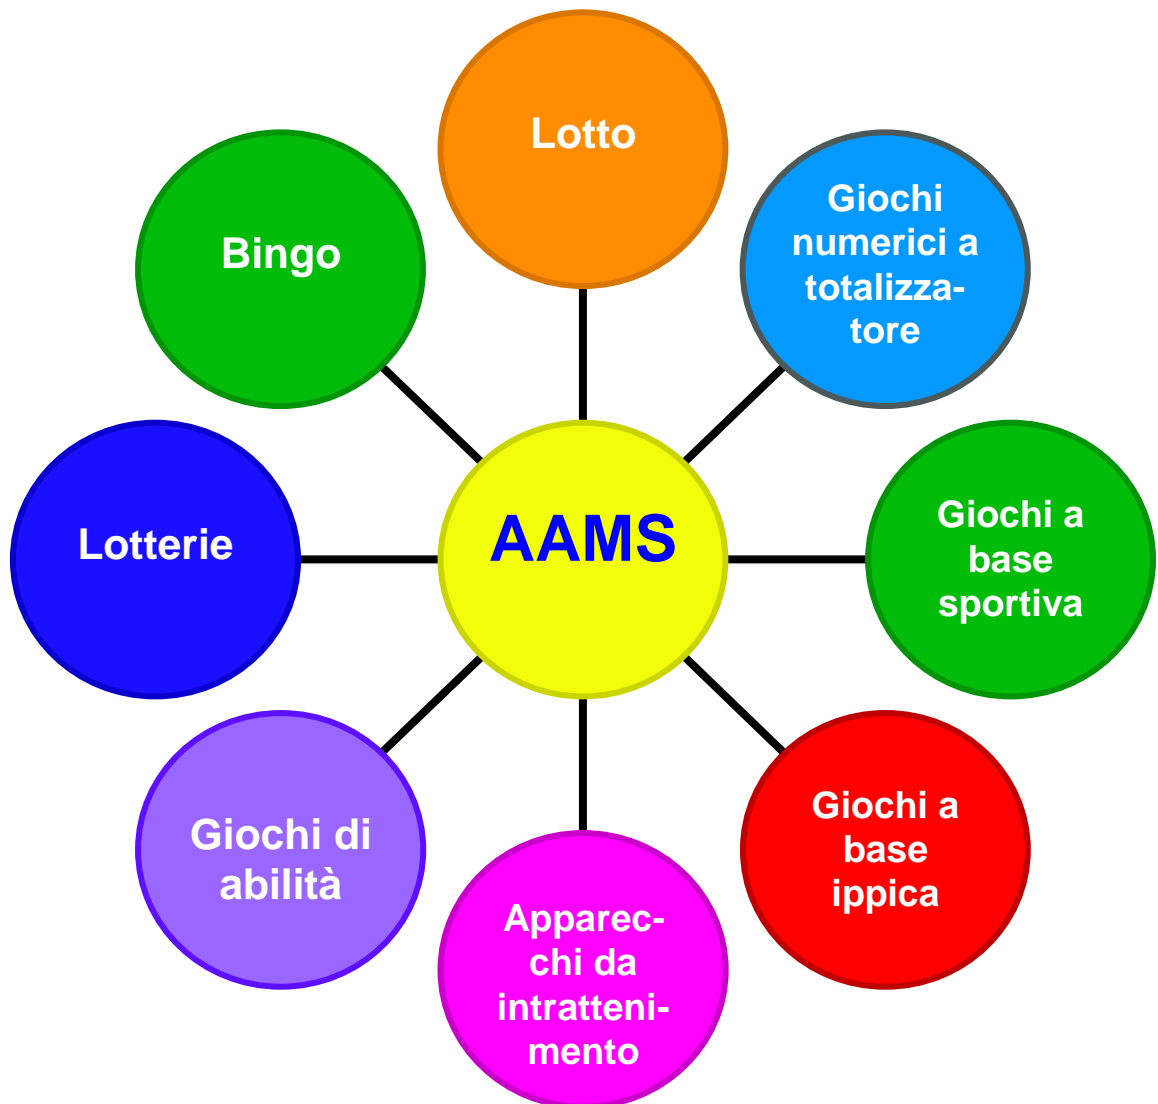 Lotto
Giochi
numerici a
totalizza-
tore
Bingo
Giochi a
base
sportiva
AAMS
Lotterie
Giochi a
base
ippica
Giochi di
abilità
Apparec-
chi da
intratteni-
mento